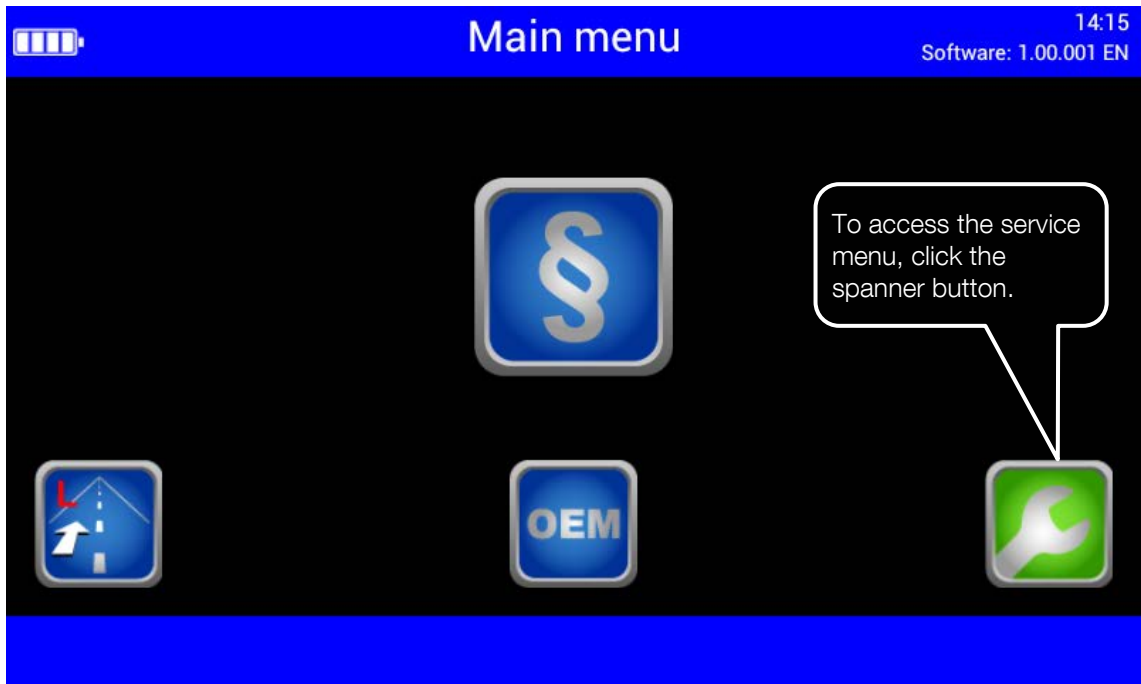 Main menu
14:15
Software: 1.00.001 EN
§
To access the service
menu, click the
spanner button.
L
OEM